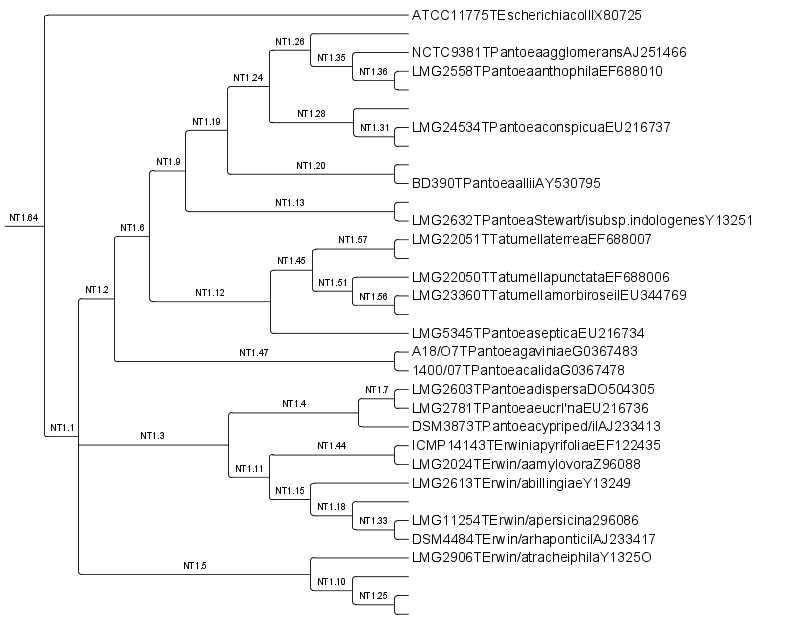 ATCC11775TEscherichiacolIIX80725
NT1.26
NCTC9381TPantoeaagglomeransAJ251466
NT1.35
LMG2558TPantoeaanthophilaEF688010
NT1.36
NT1.24
NT1.28
LMG24534TPantoeaconspicuaEU216737
NT1.31
NT1.19
NT1.20
BD390TPantoeaalliiAY530795
NT1.9
NT1.13
LMG2632TPantoeaStewart/isubsp.indologenesY13251
NT1.64
NT1.6
LMG22051TTatumellaterreaEF688007
NT1.57
NT1.45
LMG22050TTatumellapunctataEF688006
NT1.51
NT1.2
NT1.12
LMG23360TTatumellamorbiroseilEU344769
NT1.56
LMG5345TPantoeasepticaEU216734
NT1.47
A18/O7TPantoeagaviniaeG0367483
1400/07TPantoeacalidaG0367478
NT1.7
LMG2603TPantoeadispersaDO504305
NT1.4
LMG2781TPantoeaeucrl'naEU216736
DSM3873TPantoeacypriped/ilAJ233413
NT1.1
NT1.3
NT1.44
ICMP14143TErwiniapyrifoliaeEF122435
LMG2024TErwin/aamylovoraZ96088
NT1.11
LMG2613TErwin/abillingiaeY13249
NT1.15
NT1.18
LMG11254TErwin/apersicina296086
NT1.33
DSM4484TErwin/arhaponticilAJ233417
LMG2906TErwin/atracheiphilaY1325O
NT1.5
NT1.10
NT1.25